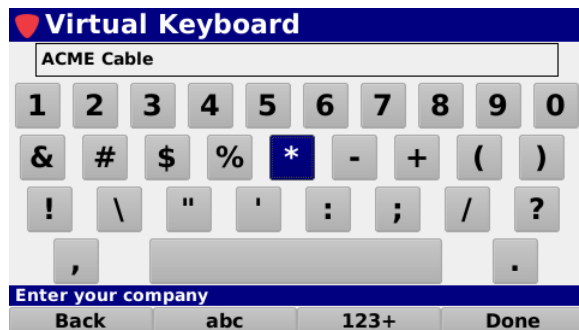 Virtual Keyboard
ACME Cable
1 2 3 4 5 6 7 8 9 0
& # $ % * - + ( )
! \ " ' : ; / ?
, .
Enter your company
Back abc 123+ Done